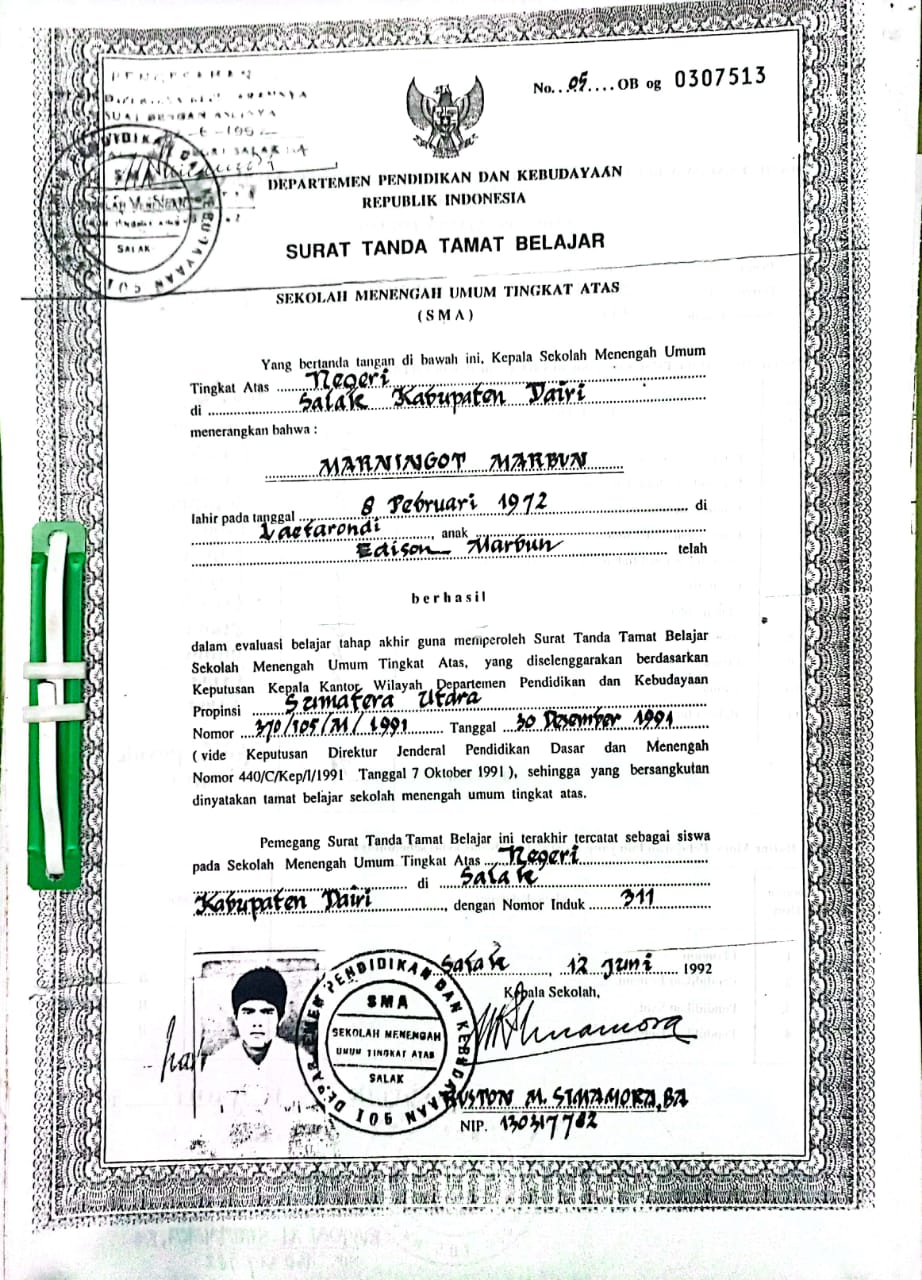 No. 05 OB og 0307513
DEPARTEMEN PENDIDIKAN DAN KEBUDAYAAN
REPUBLIK INDONESIA
SURAT TANDA TAMAT BELAJAR
SEKOLAH MENENGAH UMUM TINGKAT ATAS
(SMA)
Yang bertanda tangan di bawah ini, Kepala Sekolah Menengah Umum
Tingkat Atas Negeri
di Salak Kabupaten Dairi
menerangkan bahwa :
MARNINGOT MARBUN
lahir pada tanggal 8 Pebruari 1972 di
Laetarondi, anak
Edison Marbun telah
berhasil
dalam evaluasi belajar tahap akhir guna memperoleh Surat Tanda Tamat Belajar
Sekolah Menengah Umum Tingkat Atas, yang diselenggarakan berdasarkan
Keputusan Kepala Kantor Wilayah Departemen Pendidikan dan Kebudayaan
Propinsi Sumatera Utara
Nomor 370/105/M/1991 Tanggal 30 Desember 1991
( vide Keputusan Direktur Jenderal Pendidikan Dasar dan Menengah
Nomor 440/C/Kep/I/1991 Tanggal 7 Oktober 1991 ), sehingga yang bersangkutan
dinyatakan tamat belajar sekolah menengah umum tingkat atas.
Pemegang Surat Tanda Tamat Belajar ini terakhir tercatat sebagai siswa
pada Sekolah Menengah Umum Tingkat Atas Negeri
di Salak
Kabupaten Dairi, dengan Nomor Induk 311
Salak, 12 Juni 1992
Kepala Sekolah,
DEPARTEMEN PENDIDIKAN DAN KEBUDAYAAN
SMA
SEKOLAH MENENGAH
UMUM TINGKAT ATAS
SALAK
RUSTON M. SIMAMORA, BA
NIP. 130317782